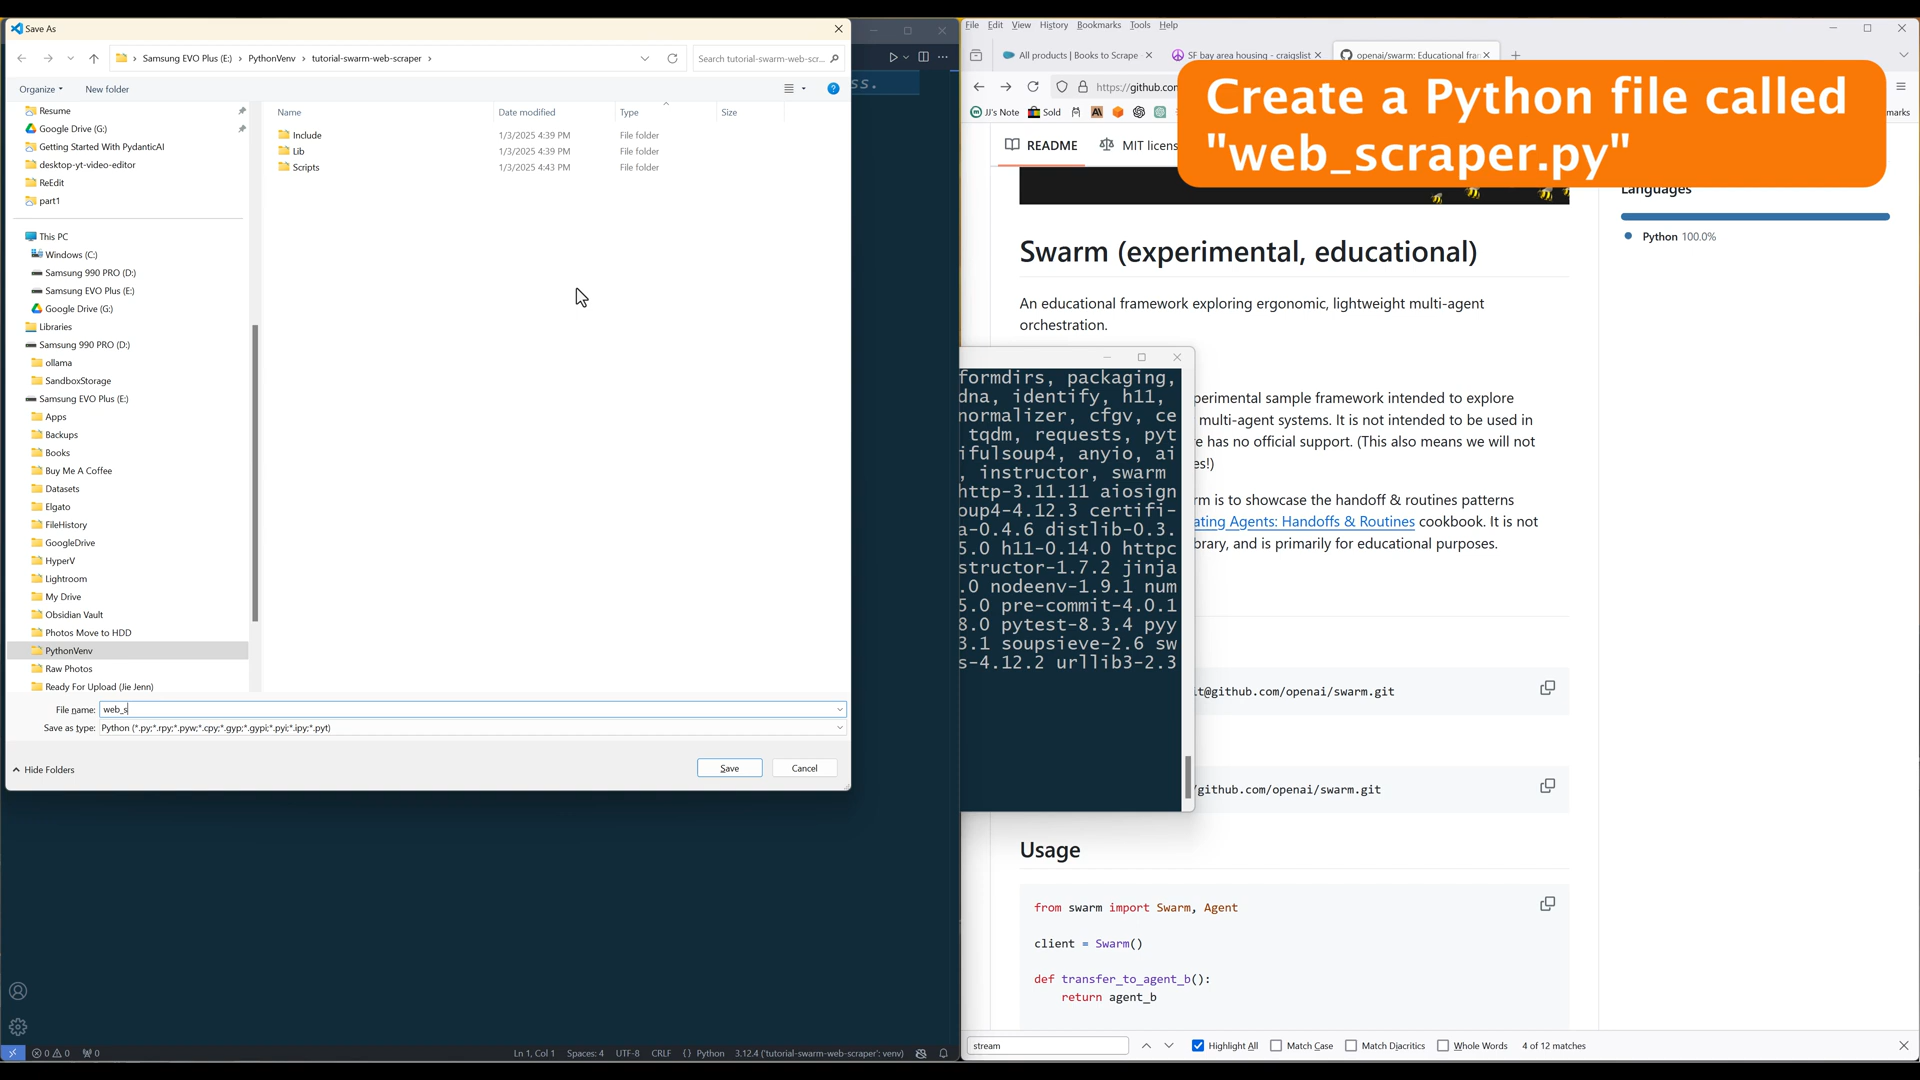 Save As
Samsung EVO Plus (E:) › PythonVenv › tutorial-swarm-web-scraper ›
Search tutorial-swarm-web-scr...
Organize
New folder
Resume
Google Drive (G:)
Getting Started With PydanticAI
desktop-yt-video-editor
ReEdit
part1
This PC
Windows (C:)
Samsung 990 PRO (D:)
Samsung EVO Plus (E:)
Google Drive (G:)
Libraries
Samsung 990 PRO (D:)
ollama
SandboxStorage
Samsung EVO Plus (E:)
Apps
Backups
Books
Buy Me A Coffee
Datasets
Elgato
FileHistory
GoogleDrive
HyperV
Lightroom
My Drive
Obsidian Vault
Photos Move to HDD
PythonVenv
Raw Photos
Ready For Upload (Jie Jenn)
Name Date modified Type Size
Include 1/3/2025 4:39 PM File folder
Lib 1/3/2025 4:39 PM File folder
Scripts 1/3/2025 4:43 PM File folder
File name: web_s
Save as type: Python (*.py;*.rpy;*.pyw;*.cpy;*.gyp;*.gypi;*.pyi;*.ipy;*.pyt)
Hide Folders
Save
Cancel
ss.
0 0 0
Ln 1, Col 1 Spaces: 4 UTF-8 CRLF {} Python 3.12.4 ('tutorial-swarm-web-scraper': venv)
formdirs, packaging,
dna, identify, h11,
normalizer, cfgv, ce
tqdm, requests, pyt
ifulsoup4, anyio, ai
, instructor, swarm
http-3.11.11 aiosign
oup4-4.12.3 certifi-
a-0.4.6 distlib-0.3.
5.0 h11-0.14.0 httpc
structor-1.7.2 jinja
.0 nodeenv-1.9.1 num
5.0 pre-commit-4.0.1
8.0 pytest-8.3.4 pyy
3.1 soupsieve-2.6 sw
s-4.12.2 urllib3-2.3
File Edit View History Bookmarks Tools Help
All products | Books to Scrape
SF bay area housing - craigslist
openai/swarm: Educational fra
https://github.con
JJ's Note
Sold
marks
Create a Python file called
"web_scraper.py"
README
MIT licens
Languages
Python 100.0%
Swarm (experimental, educational)
An educational framework exploring ergonomic, lightweight multi-agent
orchestration.
perimental sample framework intended to explore
multi-agent systems. It is not intended to be used in
e has no official support. (This also means we will not
es!)
rm is to showcase the handoff & routines patterns
ating Agents: Handoffs & Routines cookbook. It is not
brary, and is primarily for educational purposes.
it@github.com/openai/swarm.git
/github.com/openai/swarm.git
Usage
from swarm import Swarm, Agent
client = Swarm()
def transfer_to_agent_b():
return agent_b
stream
Highlight All
Match Case
Match Diacritics
Whole Words
4 of 12 matches